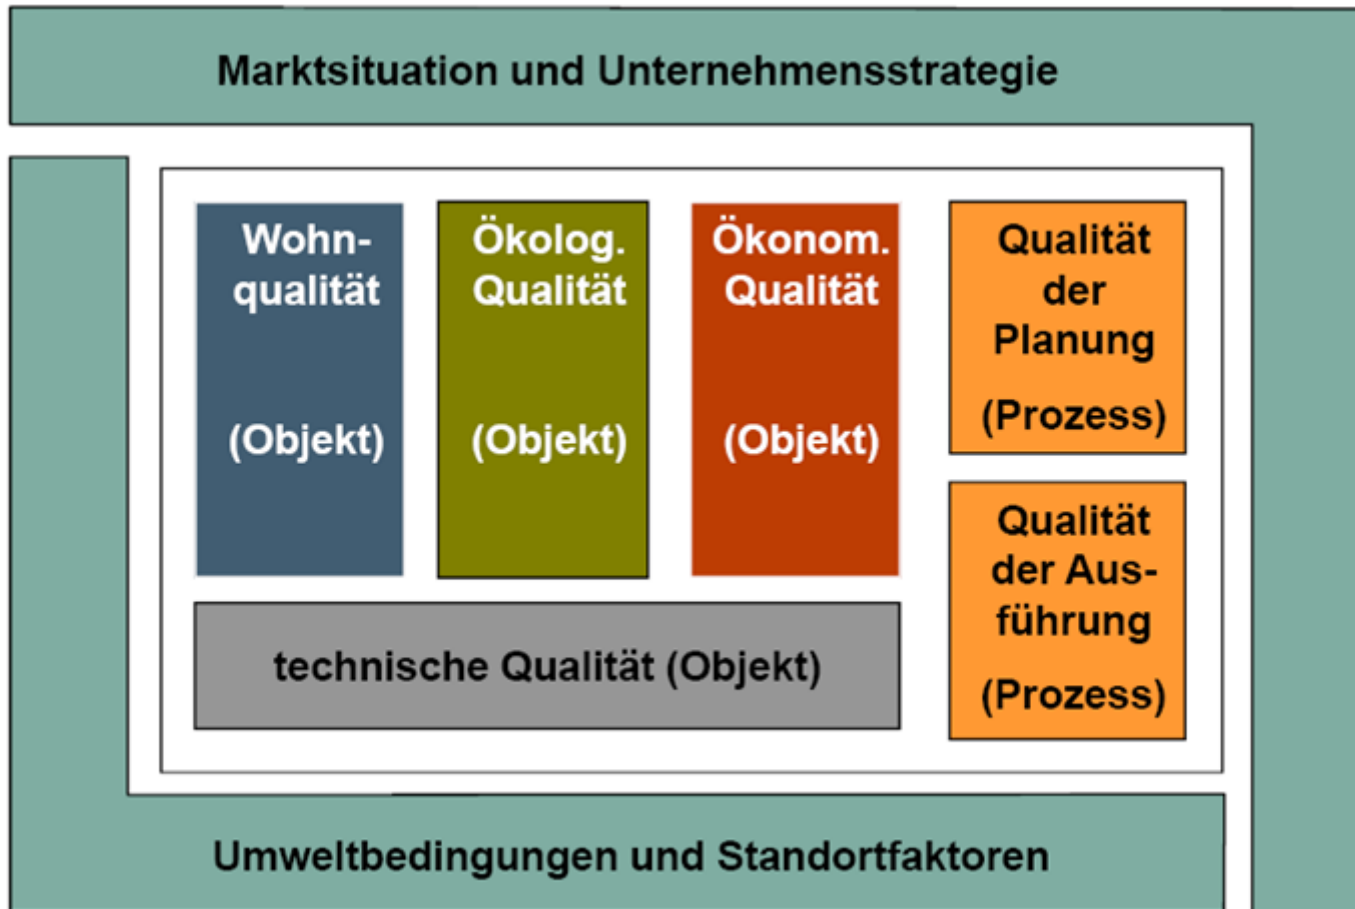 Marktsituation und Unternehmensstrategie
Wohn-
qualität
(Objekt)
Ökolog.
Qualität
(Objekt)
Ökonom.
Qualität
(Objekt)
Qualität
der
Planung
(Prozess)
Qualität
der Aus-
führung
(Prozess)
technische Qualität (Objekt)
Umweltbedingungen und Standortfaktoren